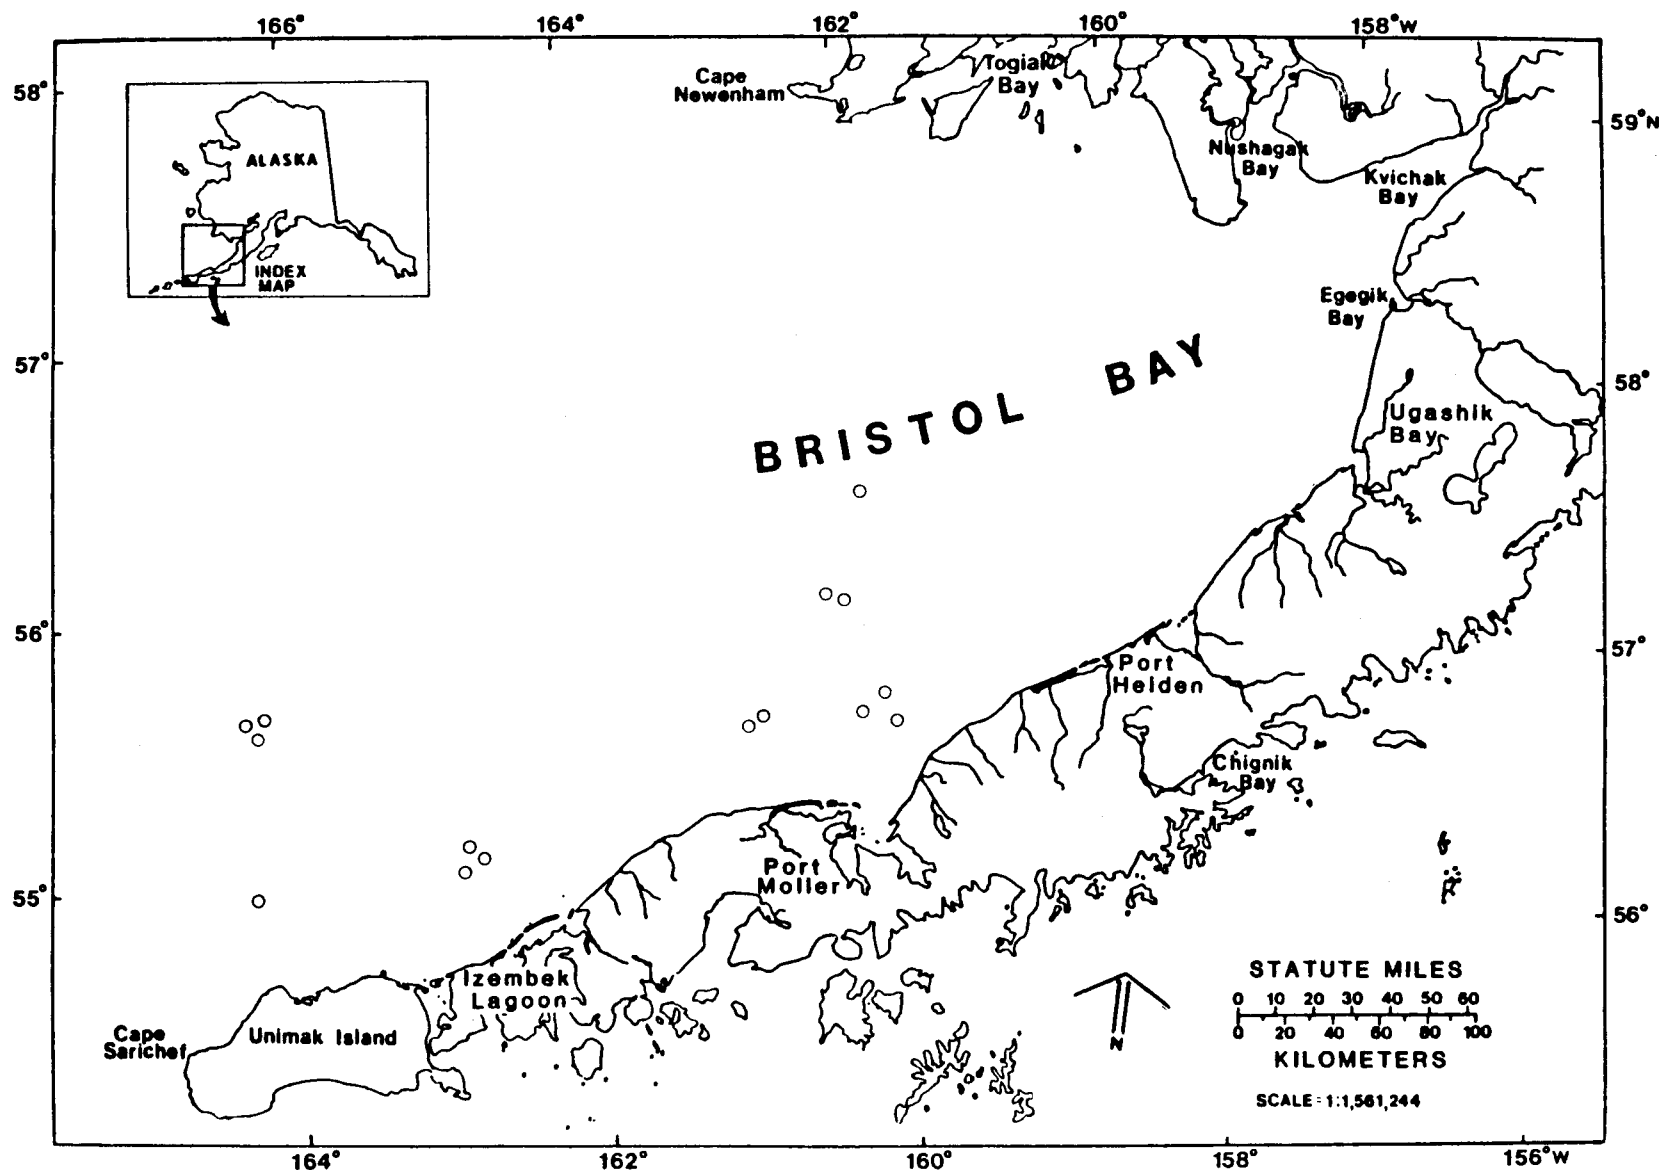 166° 164° 162° 160° 158°W
58°
57°
56°
55°
59°N
58°
57°
56°
ALASKA
INDEX
MAP
Cape
Newenham
Togiak
Bay
Nushagak
Bay
Kvichak
Bay
Egegik
Bay
Ugashik
Bay
BRISTOL BAY
Port
Heiden
Chignik
Bay
Port
Moller
Izembek
Lagoon
Unimak Island
Cape
Sarichef
N
STATUTE MILES
0 10 20 30 40 50 60
0 20 40 60 80 100
KILOMETERS
SCALE=1:1,561,244
164° 162° 160° 158° 156°W